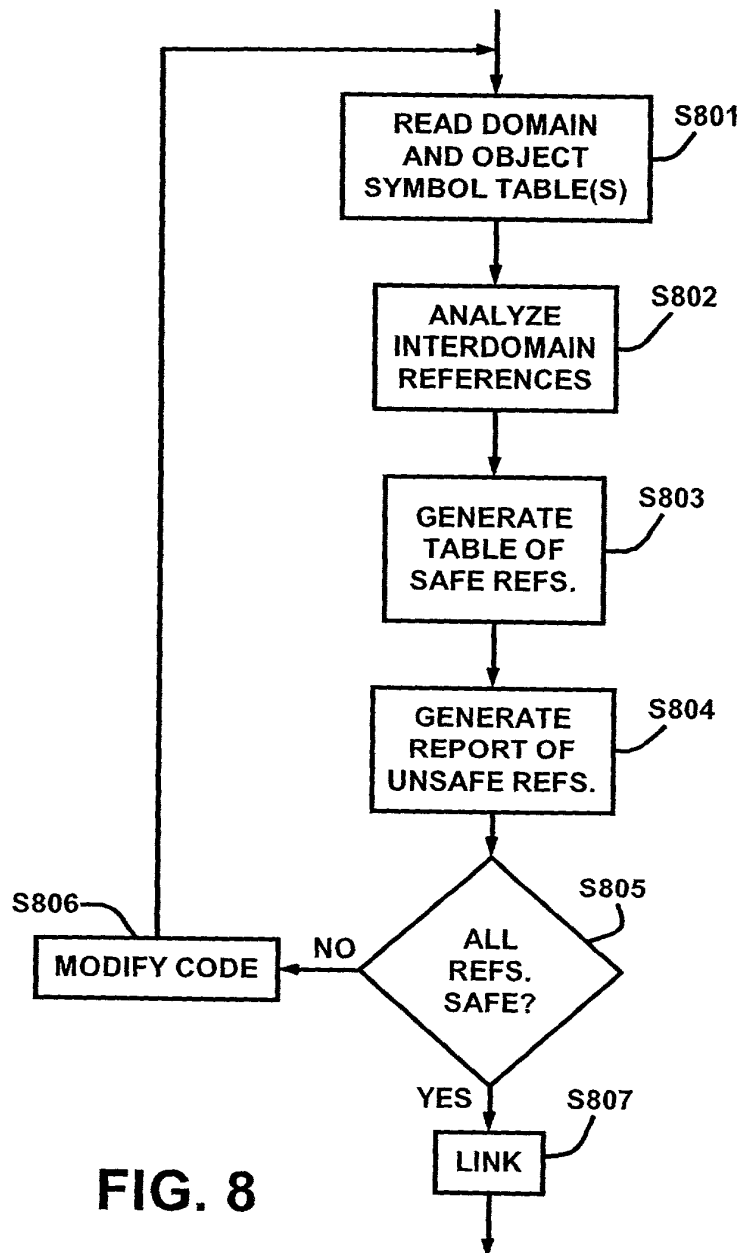 READ DOMAIN
AND OBJECT
SYMBOL TABLE(S)
S801
ANALYZE
INTERDOMAIN
REFERENCES
S802
GENERATE
TABLE OF
SAFE REFS.
S803
GENERATE
REPORT OF
UNSAFE REFS.
S804
ALL
REFS.
SAFE?
S805
NO
S806
MODIFY CODE
YES
S807
LINK
FIG. 8